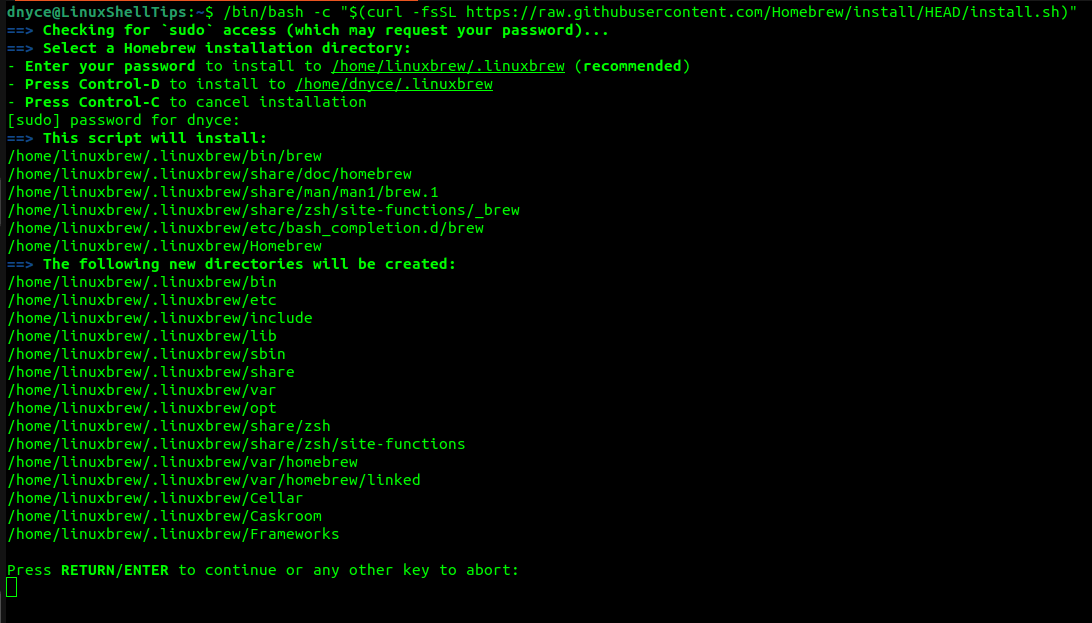 dnyce@LinuxShellTips:~$ /bin/bash -c "$(curl -fsSL https://raw.githubusercontent.com/Homebrew/install/HEAD/install.sh)"
==> Checking for `sudo` access (which may request your password)...
==> Select a Homebrew installation directory:
- Enter your password to install to /home/linuxbrew/.linuxbrew (recommended)
- Press Control-D to install to /home/dnyce/.linuxbrew
- Press Control-C to cancel installation
[sudo] password for dnyce:
==> This script will install:
/home/linuxbrew/.linuxbrew/bin/brew
/home/linuxbrew/.linuxbrew/share/doc/homebrew
/home/linuxbrew/.linuxbrew/share/man/man1/brew.1
/home/linuxbrew/.linuxbrew/share/zsh/site-functions/_brew
/home/linuxbrew/.linuxbrew/etc/bash_completion.d/brew
/home/linuxbrew/.linuxbrew/Homebrew
==> The following new directories will be created:
/home/linuxbrew/.linuxbrew/bin
/home/linuxbrew/.linuxbrew/etc
/home/linuxbrew/.linuxbrew/include
/home/linuxbrew/.linuxbrew/lib
/home/linuxbrew/.linuxbrew/sbin
/home/linuxbrew/.linuxbrew/share
/home/linuxbrew/.linuxbrew/var
/home/linuxbrew/.linuxbrew/opt
/home/linuxbrew/.linuxbrew/share/zsh
/home/linuxbrew/.linuxbrew/share/zsh/site-functions
/home/linuxbrew/.linuxbrew/var/homebrew
/home/linuxbrew/.linuxbrew/var/homebrew/linked
/home/linuxbrew/.linuxbrew/Cellar
/home/linuxbrew/.linuxbrew/Caskroom
/home/linuxbrew/.linuxbrew/Frameworks
Press RETURN/ENTER to continue or any other key to abort: